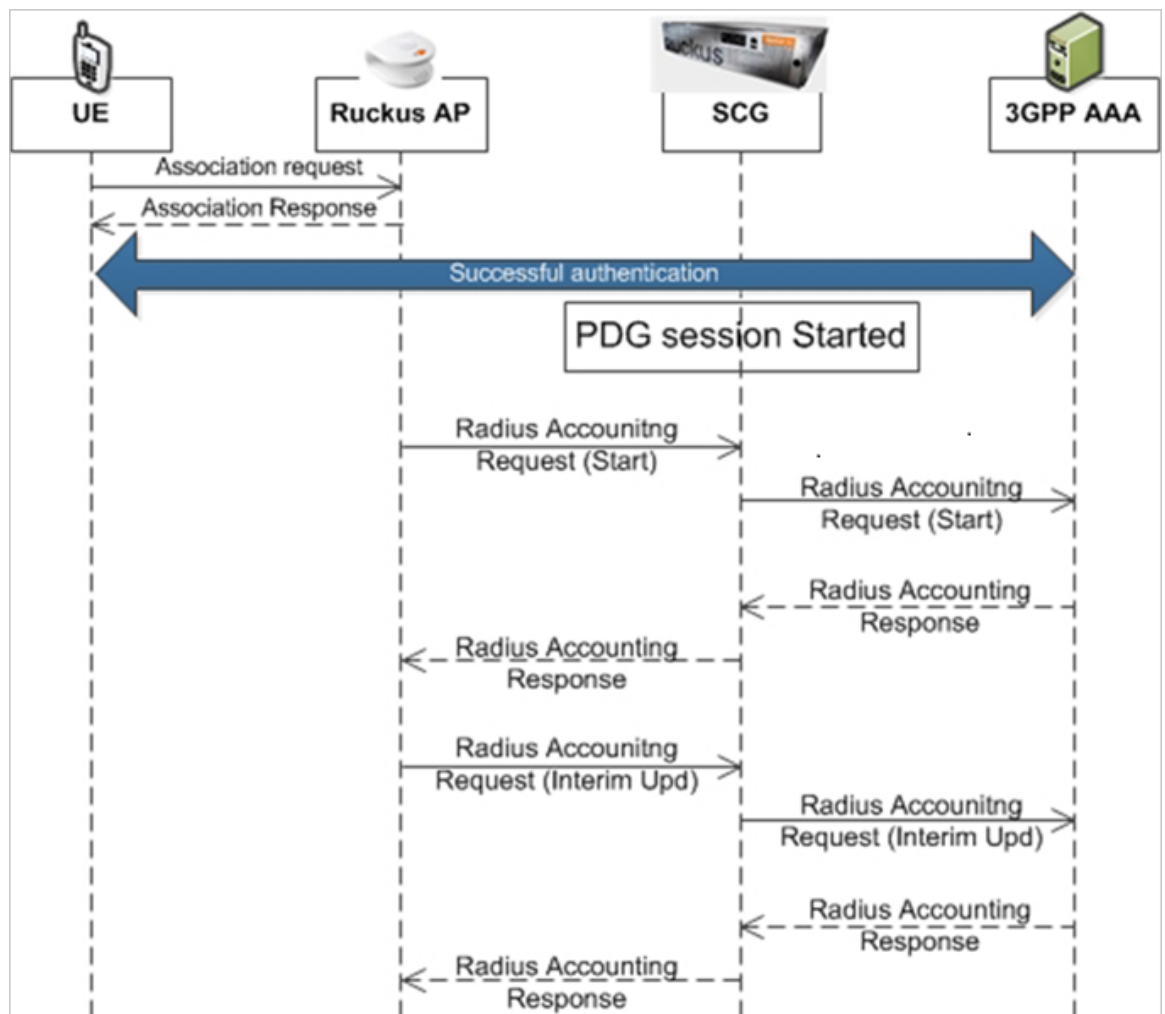 UE
Ruckus AP
RUCKUS
SCG
3GPP AAA
Association request
Association Response
Successful authentication
PDG session Started
Radius Accounitng
Request (Start)
Radius Accounitng
Request (Start)
Radius Accounting
Response
Radius Accounting
Response
Radius Accounitng
Request (Interim Upd)
Radius Accounitng
Request (Interim Upd)
Radius Accounting
Response
Radius Accounting
Response